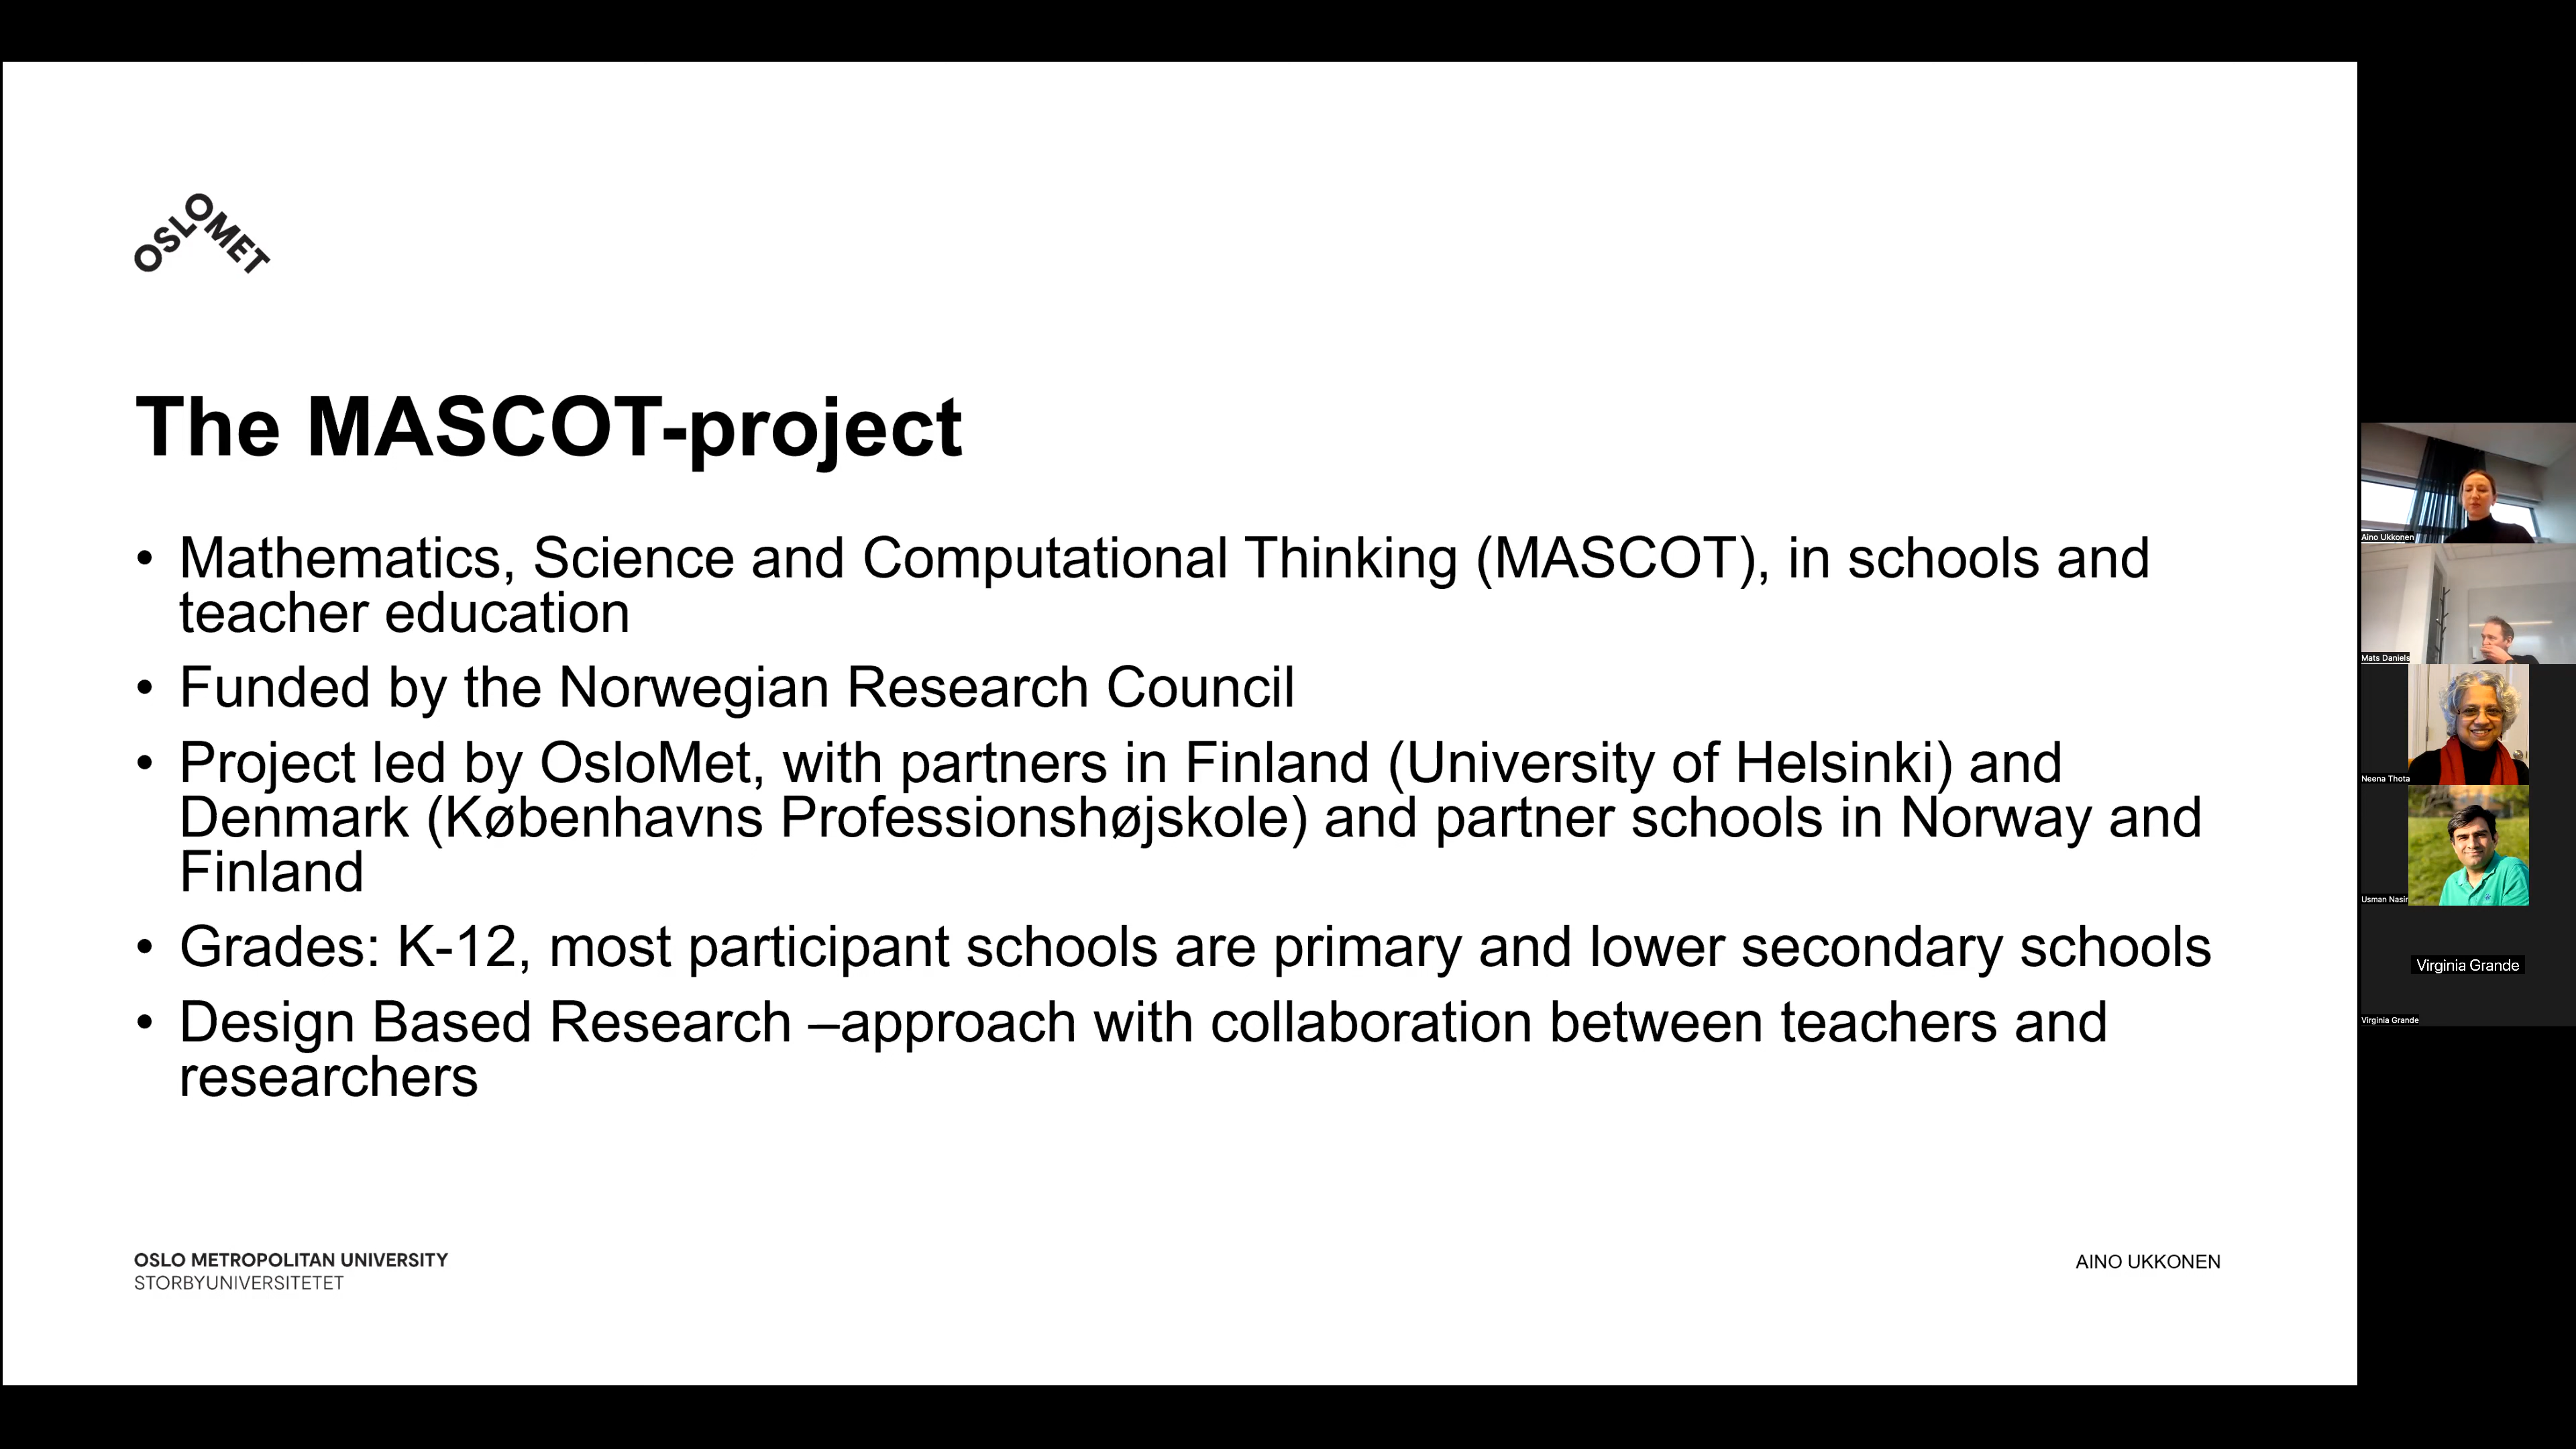 OSLOMET
The MASCOT-project
• Mathematics, Science and Computational Thinking (MASCOT), in schools and
teacher education
• Funded by the Norwegian Research Council
• Project led by OsloMet, with partners in Finland (University of Helsinki) and
Denmark (Københavns Professionshøjskole) and partner schools in Norway and
Finland
• Grades: K-12, most participant schools are primary and lower secondary schools
• Design Based Research –approach with collaboration between teachers and
researchers
OSLO METROPOLITAN UNIVERSITY
STORBYUNIVERSITETET
AINO UKKONEN
Aino Ukkonen
Mats Daniels
Neena Thota
Usman Nasir
Virginia Grande
Virginia Grande